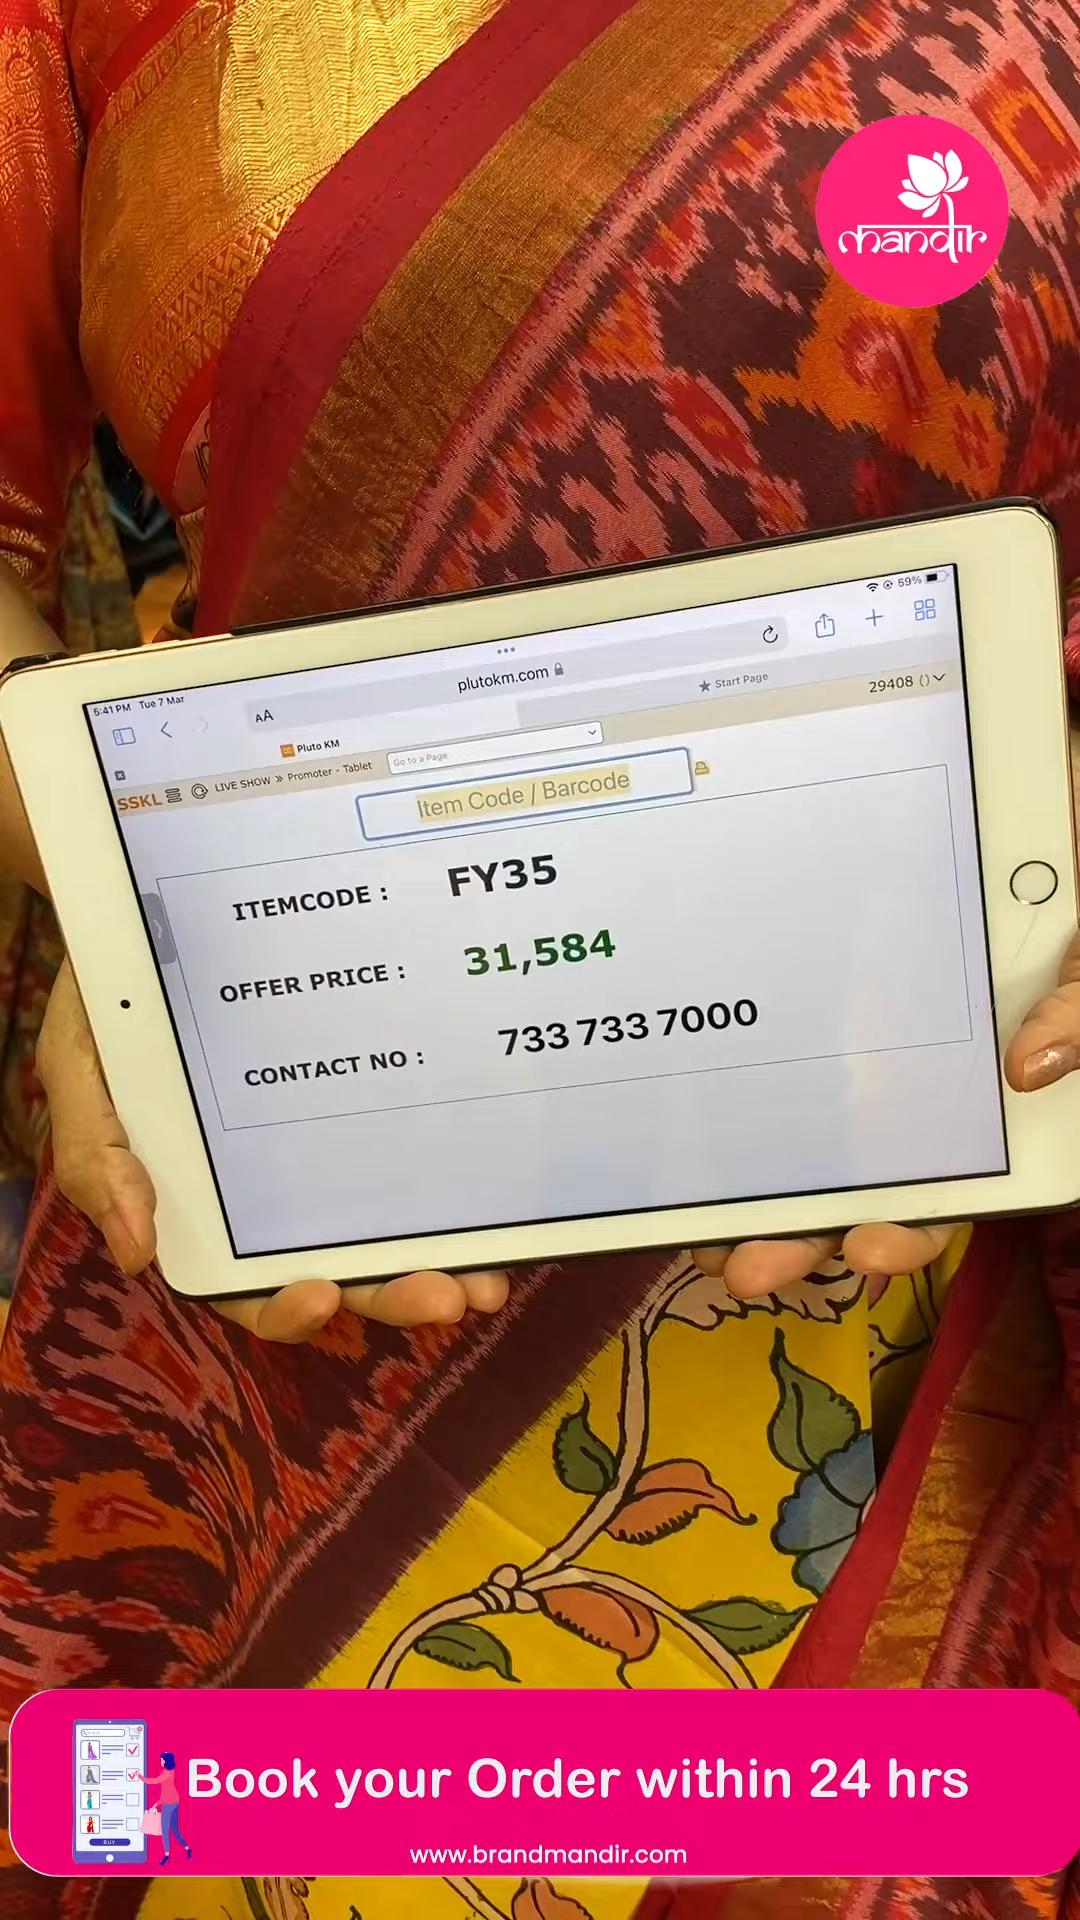 mandir
5:41 PM Tue 7 Mar
59%
AA
plutokm.com
Pluto KM
Start Page
SSKL
LIVE SHOW » Promoter - Tablet
Go to a Page
29408 ()
Item Code / Barcode
ITEMCODE : FY35
OFFER PRICE : 31,584
CONTACT NO : 733 733 7000
BUY
Book your Order within 24 hrs
www.brandmandir.com